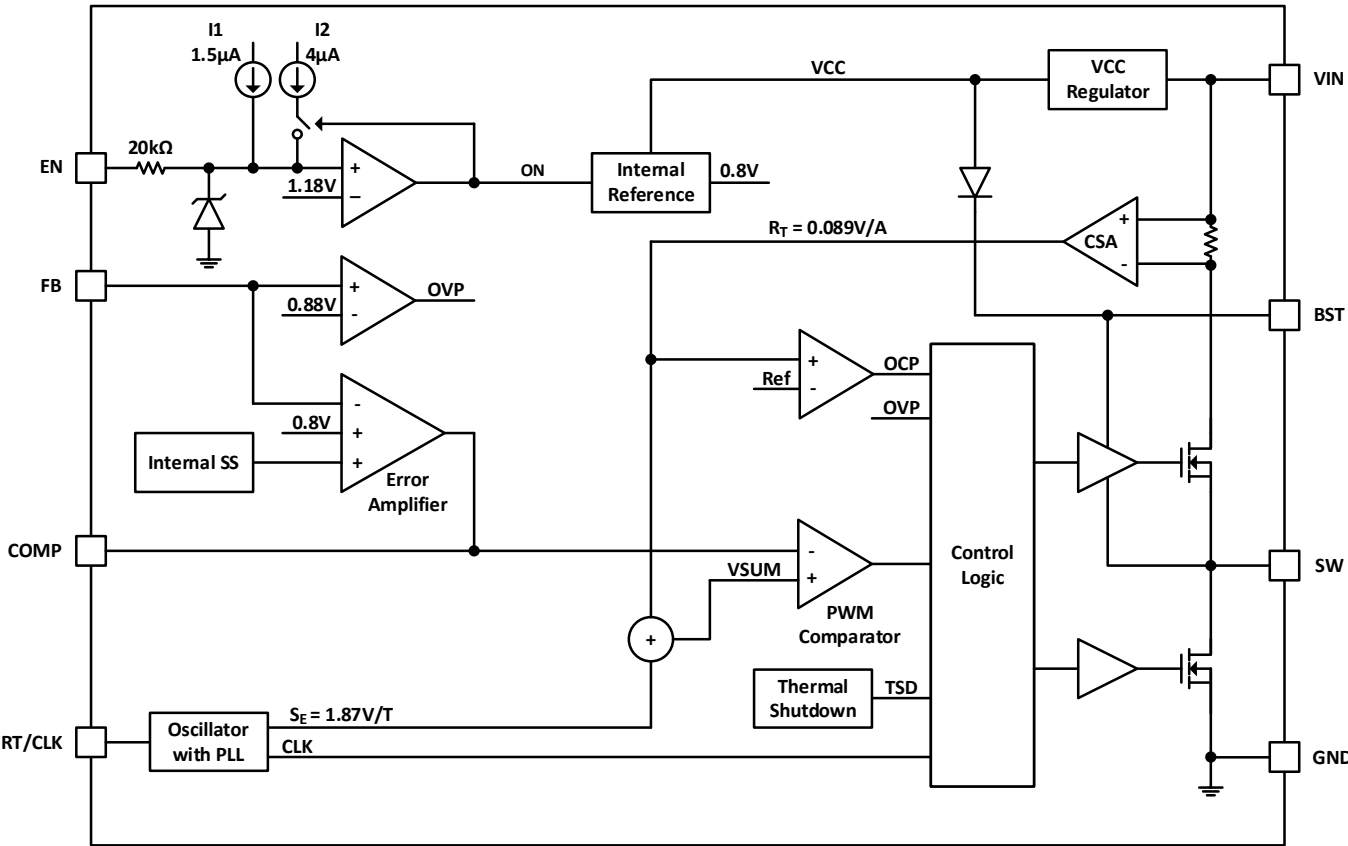 I1
1.5µA
I2
4µA
VCC
VCC
Regulator
VIN
EN
20kΩ
+
1.18V
−
ON
Internal
Reference
0.8V
RT = 0.089V/A
CSA
+
-
FB
+
0.88V
-
OVP
BST
-
0.8V
+
Internal SS
+
Error
Amplifier
+
Ref
-
OCP
OVP
COMP
-
VSUM
+
PWM
Comparator
Control
Logic
SW
+
Thermal
Shutdown
TSD
RT/CLK
Oscillator
with PLL
SE = 1.87V/T
CLK
GND